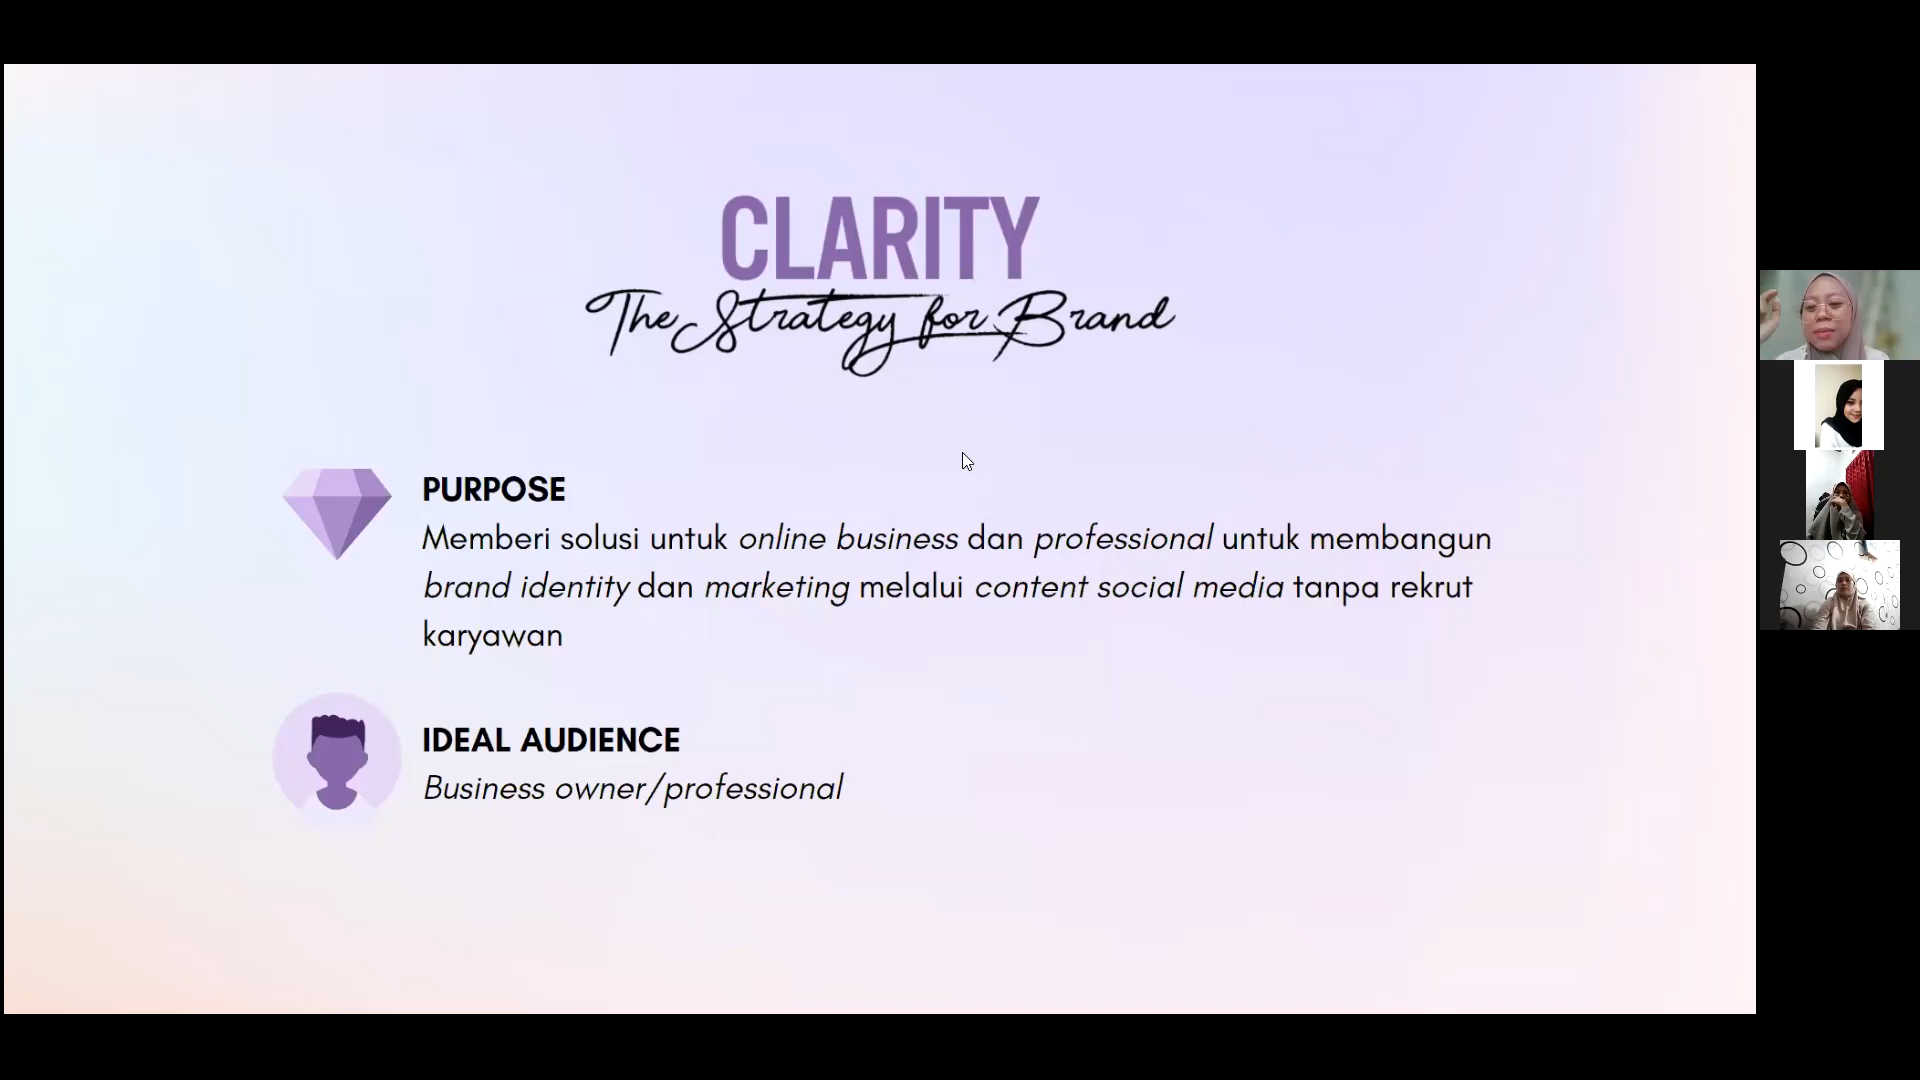 CLARITY
The Strategy for Brand
PURPOSE
Memberi solusi untuk online business dan professional untuk membangun
brand identity dan marketing melalui content social media tanpa rekrut
karyawan
IDEAL AUDIENCE
Business owner/professional